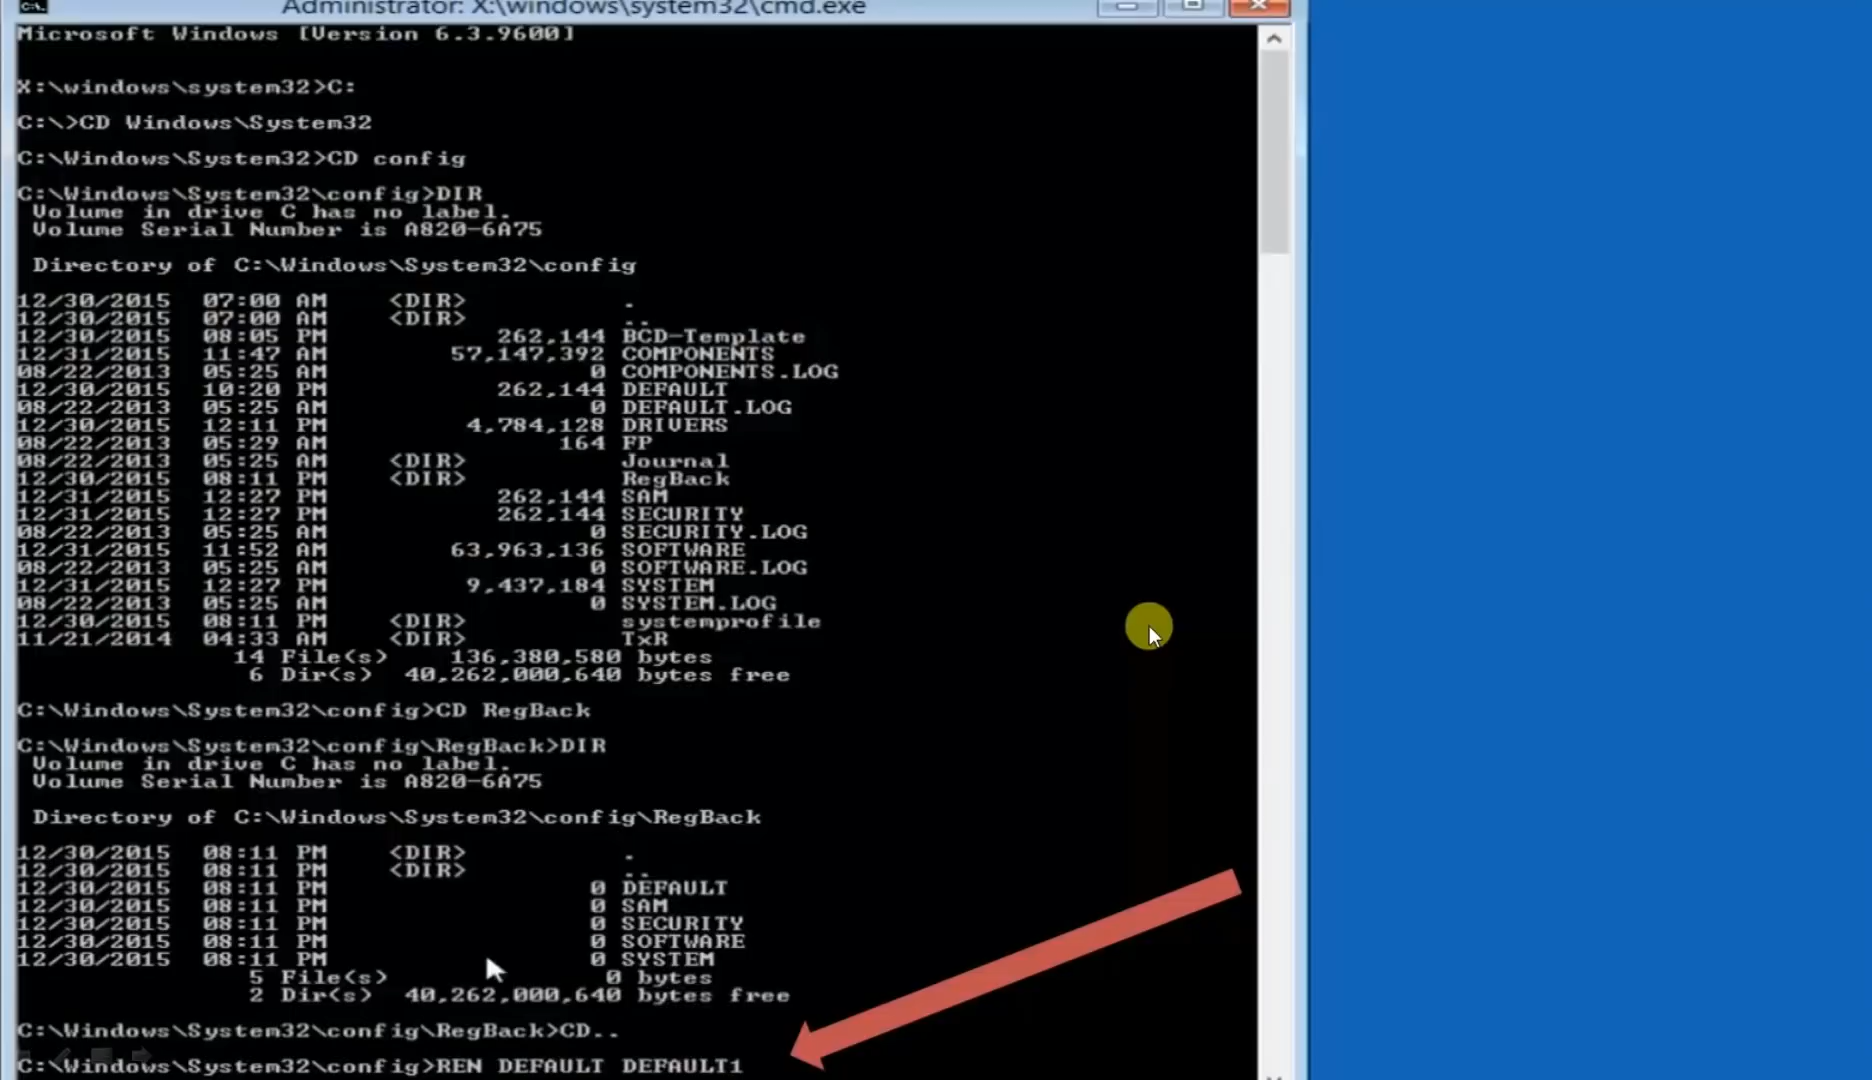 Administrator: X:\windows\system32\cmd.exe
Microsoft Windows [Version 6.3.9600]
X:\windows\system32>C:
C:\>CD Windows\System32
C:\Windows\System32>CD config
C:\Windows\System32\config>DIR
Volume in drive C has no label.
Volume Serial Number is A820-6A75
Directory of C:\Windows\System32\config
12/30/2015 07:00 AM <DIR> .
12/30/2015 07:00 AM <DIR> ..
12/30/2015 08:05 PM 262,144 BCD-Template
12/31/2015 11:47 AM 57,147,392 COMPONENTS
08/22/2013 05:25 AM 0 COMPONENTS.LOG
12/30/2015 10:20 PM 262,144 DEFAULT
08/22/2013 05:25 AM 0 DEFAULT.LOG
12/30/2015 12:11 PM 4,784,128 DRIVERS
08/22/2013 05:29 AM 164 FP
08/22/2013 05:25 AM <DIR> Journal
12/30/2015 08:11 PM <DIR> RegBack
12/31/2015 12:27 PM 262,144 SAM
12/31/2015 12:27 PM 262,144 SECURITY
08/22/2013 05:25 AM 0 SECURITY.LOG
12/31/2015 11:52 AM 63,963,136 SOFTWARE
08/22/2013 05:25 AM 0 SOFTWARE.LOG
12/31/2015 12:27 PM 9,437,184 SYSTEM
08/22/2013 05:25 AM 0 SYSTEM.LOG
12/30/2015 08:11 PM <DIR> systemprofile
11/21/2014 04:33 AM <DIR> TxR
14 File(s) 136,380,580 bytes
6 Dir(s) 40,262,000,640 bytes free
C:\Windows\System32\config>CD RegBack
C:\Windows\System32\config\RegBack>DIR
Volume in drive C has no label.
Volume Serial Number is A820-6A75
Directory of C:\Windows\System32\config\RegBack
12/30/2015 08:11 PM <DIR> .
12/30/2015 08:11 PM <DIR> ..
12/30/2015 08:11 PM 0 DEFAULT
12/30/2015 08:11 PM 0 SAM
12/30/2015 08:11 PM 0 SECURITY
12/30/2015 08:11 PM 0 SOFTWARE
12/30/2015 08:11 PM 0 SYSTEM
5 File(s) 0 bytes
2 Dir(s) 40,262,000,640 bytes free
C:\Windows\System32\config\RegBack>CD..
C:\Windows\System32\config>REN DEFAULT DEFAULT1